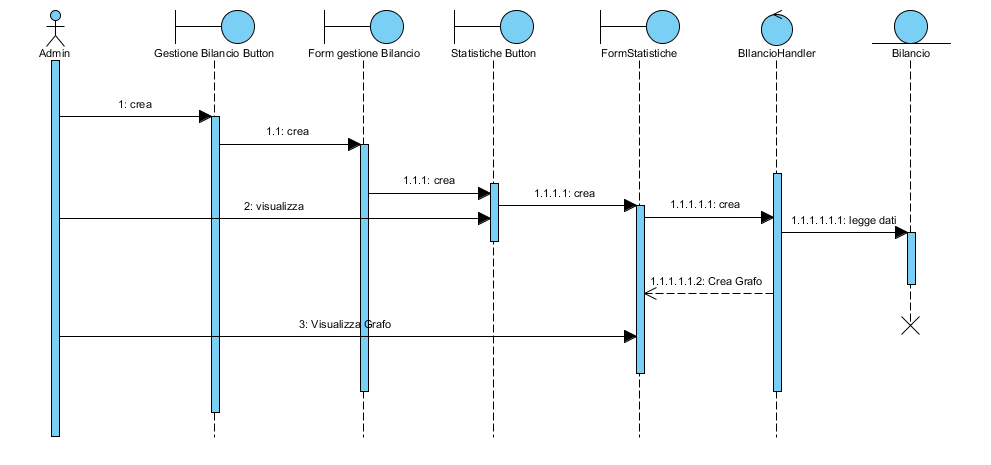 Admin
Gestione Bilancio Button
Form gestione Bilancio
Statistiche Button
FormStatistiche
BIlancioHandler
Bilancio
1: crea
1.1: crea
1.1.1: crea
1.1.1.1: crea
1.1.1.1.1: crea
2: visualizza
1.1.1.1.1.1: legge dati
1.1.1.1.1.2: Crea Grafo
3: Visualizza Grafo